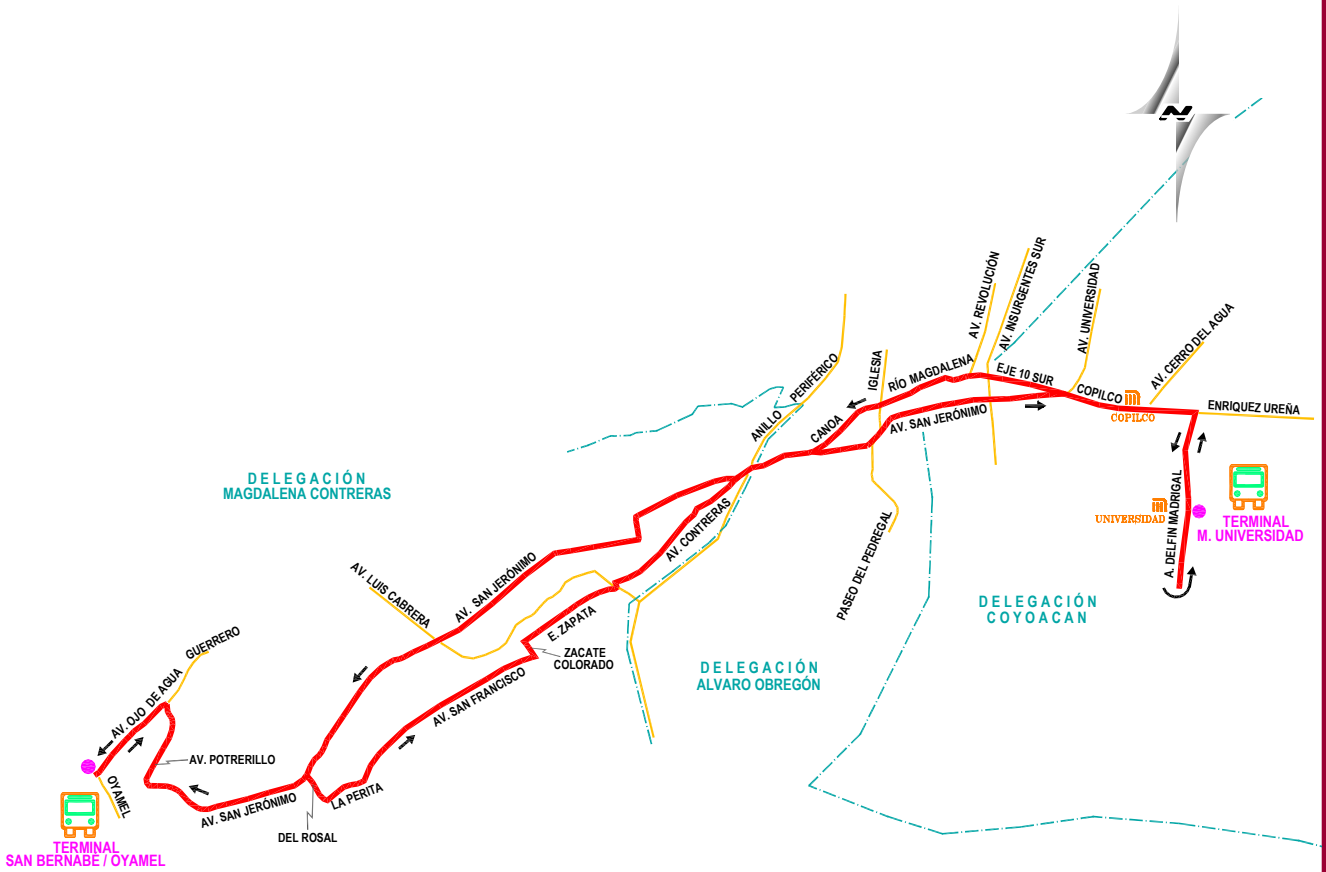 N
AV. REVOLUCIÓN
AV. INSURGENTES SUR
AV. UNIVERSIDAD
AV. CERRO DEL AGUA
ANILLO PERIFÉRICO
IGLESIA
RÍO MAGDALENA
EJE 10 SUR
COPILCO
COPILCO
ENRIQUEZ UREÑA
CANOA
AV. SAN JERÓNIMO
DELEGACIÓN
MAGDALENA CONTRERAS
AV. CONTRERAS
PASEO DEL PEDREGAL
UNIVERSIDAD
A. DELFIN MADRIGAL
TERMINAL
M. UNIVERSIDAD
AV. LUIS CABRERA
AV. SAN JERÓNIMO
E. ZAPATA
DELEGACIÓN
COYOACAN
ZACATE
COLORADO
DELEGACIÓN
ALVARO OBREGÓN
GUERRERO
AV. OJO DE AGUA
AV. SAN FRANCISCO
AV. POTRERILLO
OYAMEL
AV. SAN JERÓNIMO
LA PERITA
DEL ROSAL
TERMINAL
SAN BERNABÉ / OYAMEL